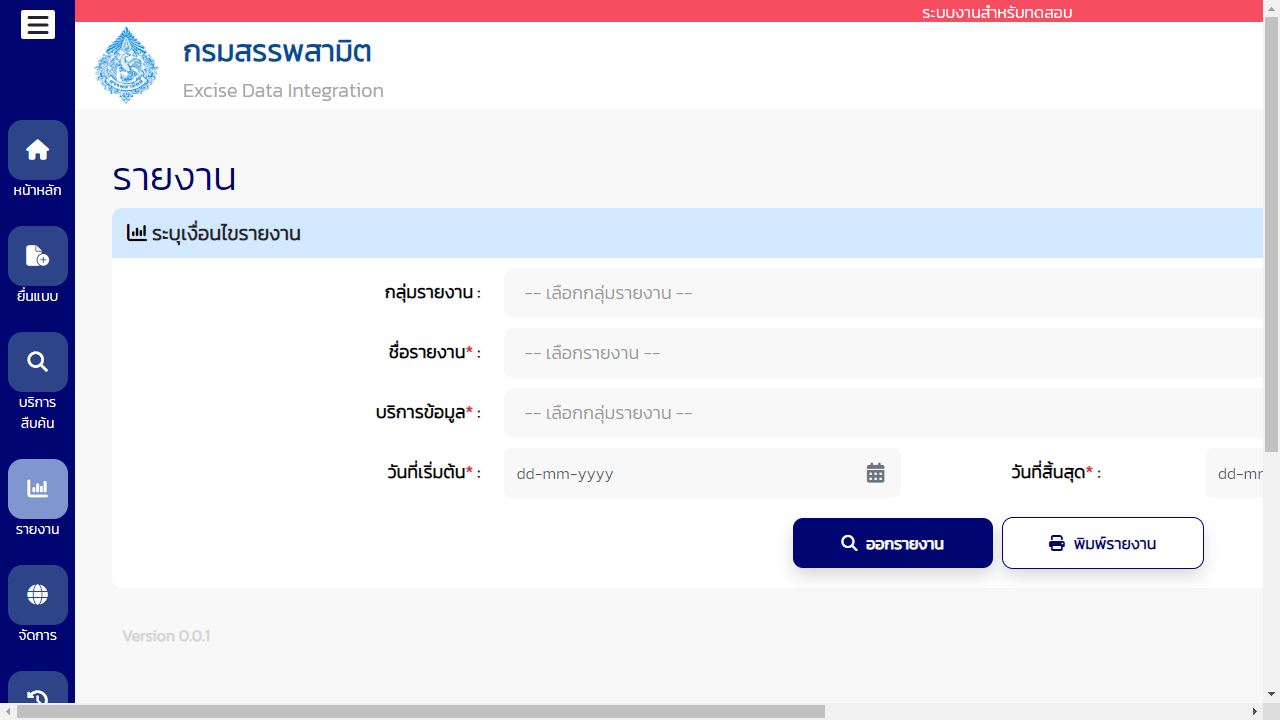 ระบบงานสำหรับทดสอบ
กรมสรรพสามิต
Excise Data Integration
หน้าหลัก
ยื่นแบบ
บริการ
สืบค้น
รายงาน
จัดการ
รายงาน
ระบุเงื่อนไขรายงาน
กลุ่มรายงาน :
-- เลือกกลุ่มรายงาน --
ชื่อรายงาน* :
-- เลือกรายงาน --
บริการข้อมูล* :
-- เลือกกลุ่มรายงาน --
วันที่เริ่มต้น* :
dd-mm-yyyy
วันที่สิ้นสุด* :
ออกรายงาน
พิมพ์รายงาน
Version 0.0.1